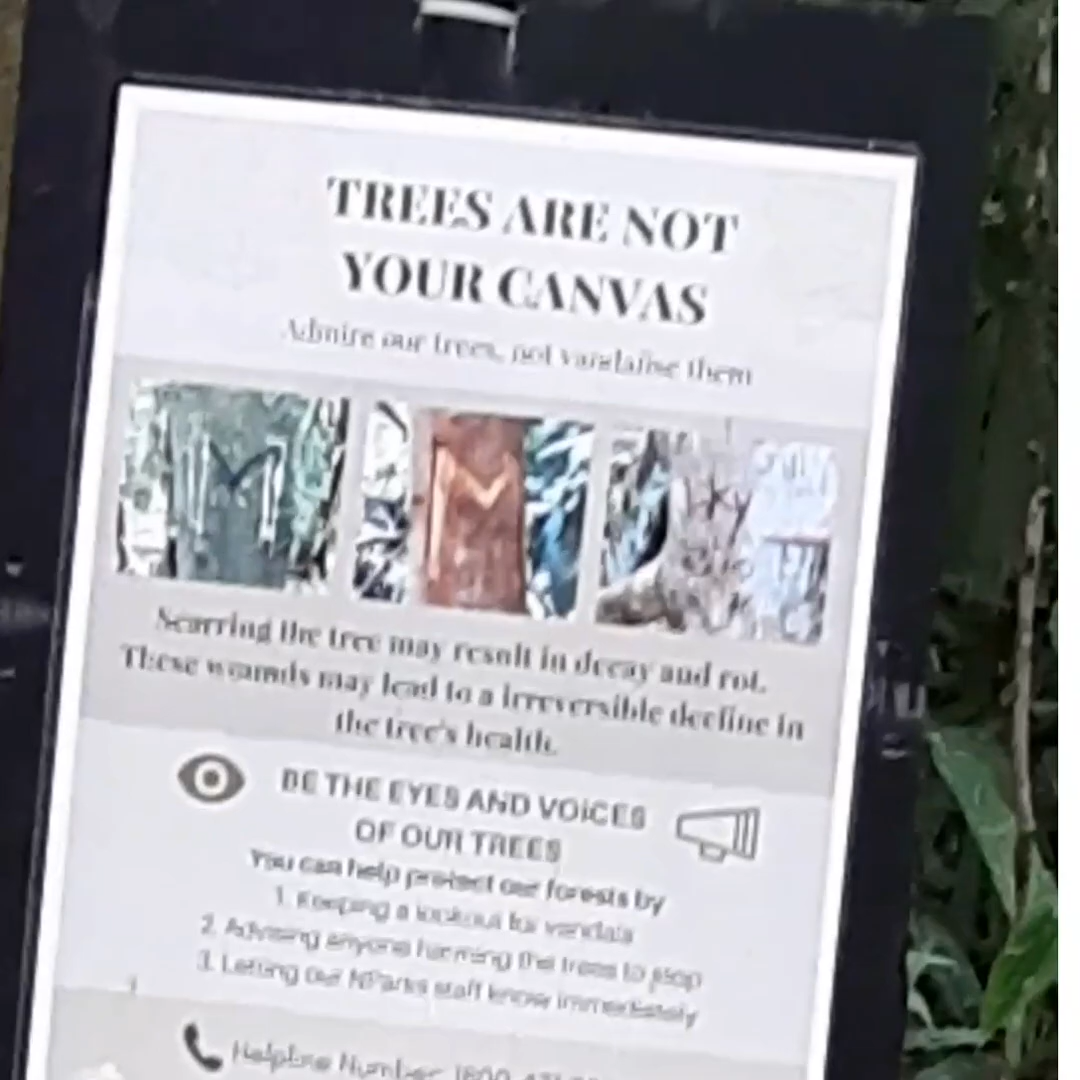 TREES ARE NOT
YOUR CANVAS
Admire our trees, not vandalise them
Scarring the tree may result in decay and rot.
These wounds may lead to a irreversible decline in
the tree's health.
BE THE EYES AND VOICES
OF OUR TREES
You can help protect our forests by
1. Keeping a lookout for vandals
2. Advising anyone harming the trees to stop
3. Letting our NParks staff know immediately
Helpline Number: 1800